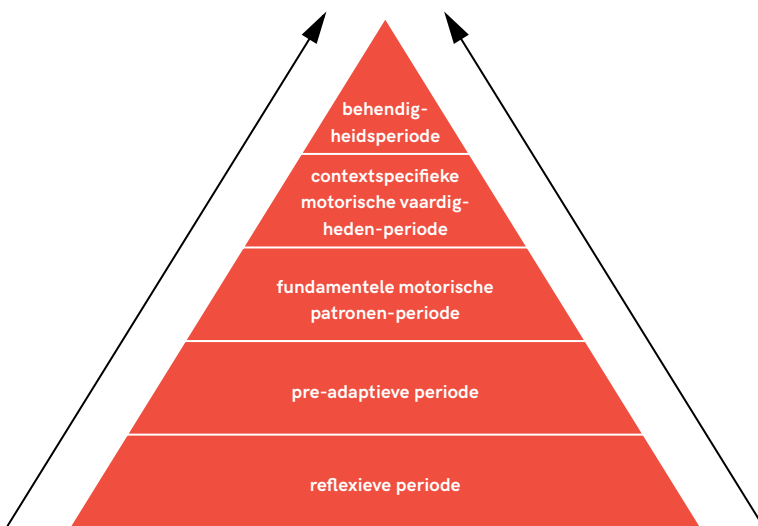 behendig-
heidsperiode
contextspecifieke
motorische vaardig-
heden-periode
fundamentele motorische
patronen-periode
pre-adaptieve periode
reflexieve periode